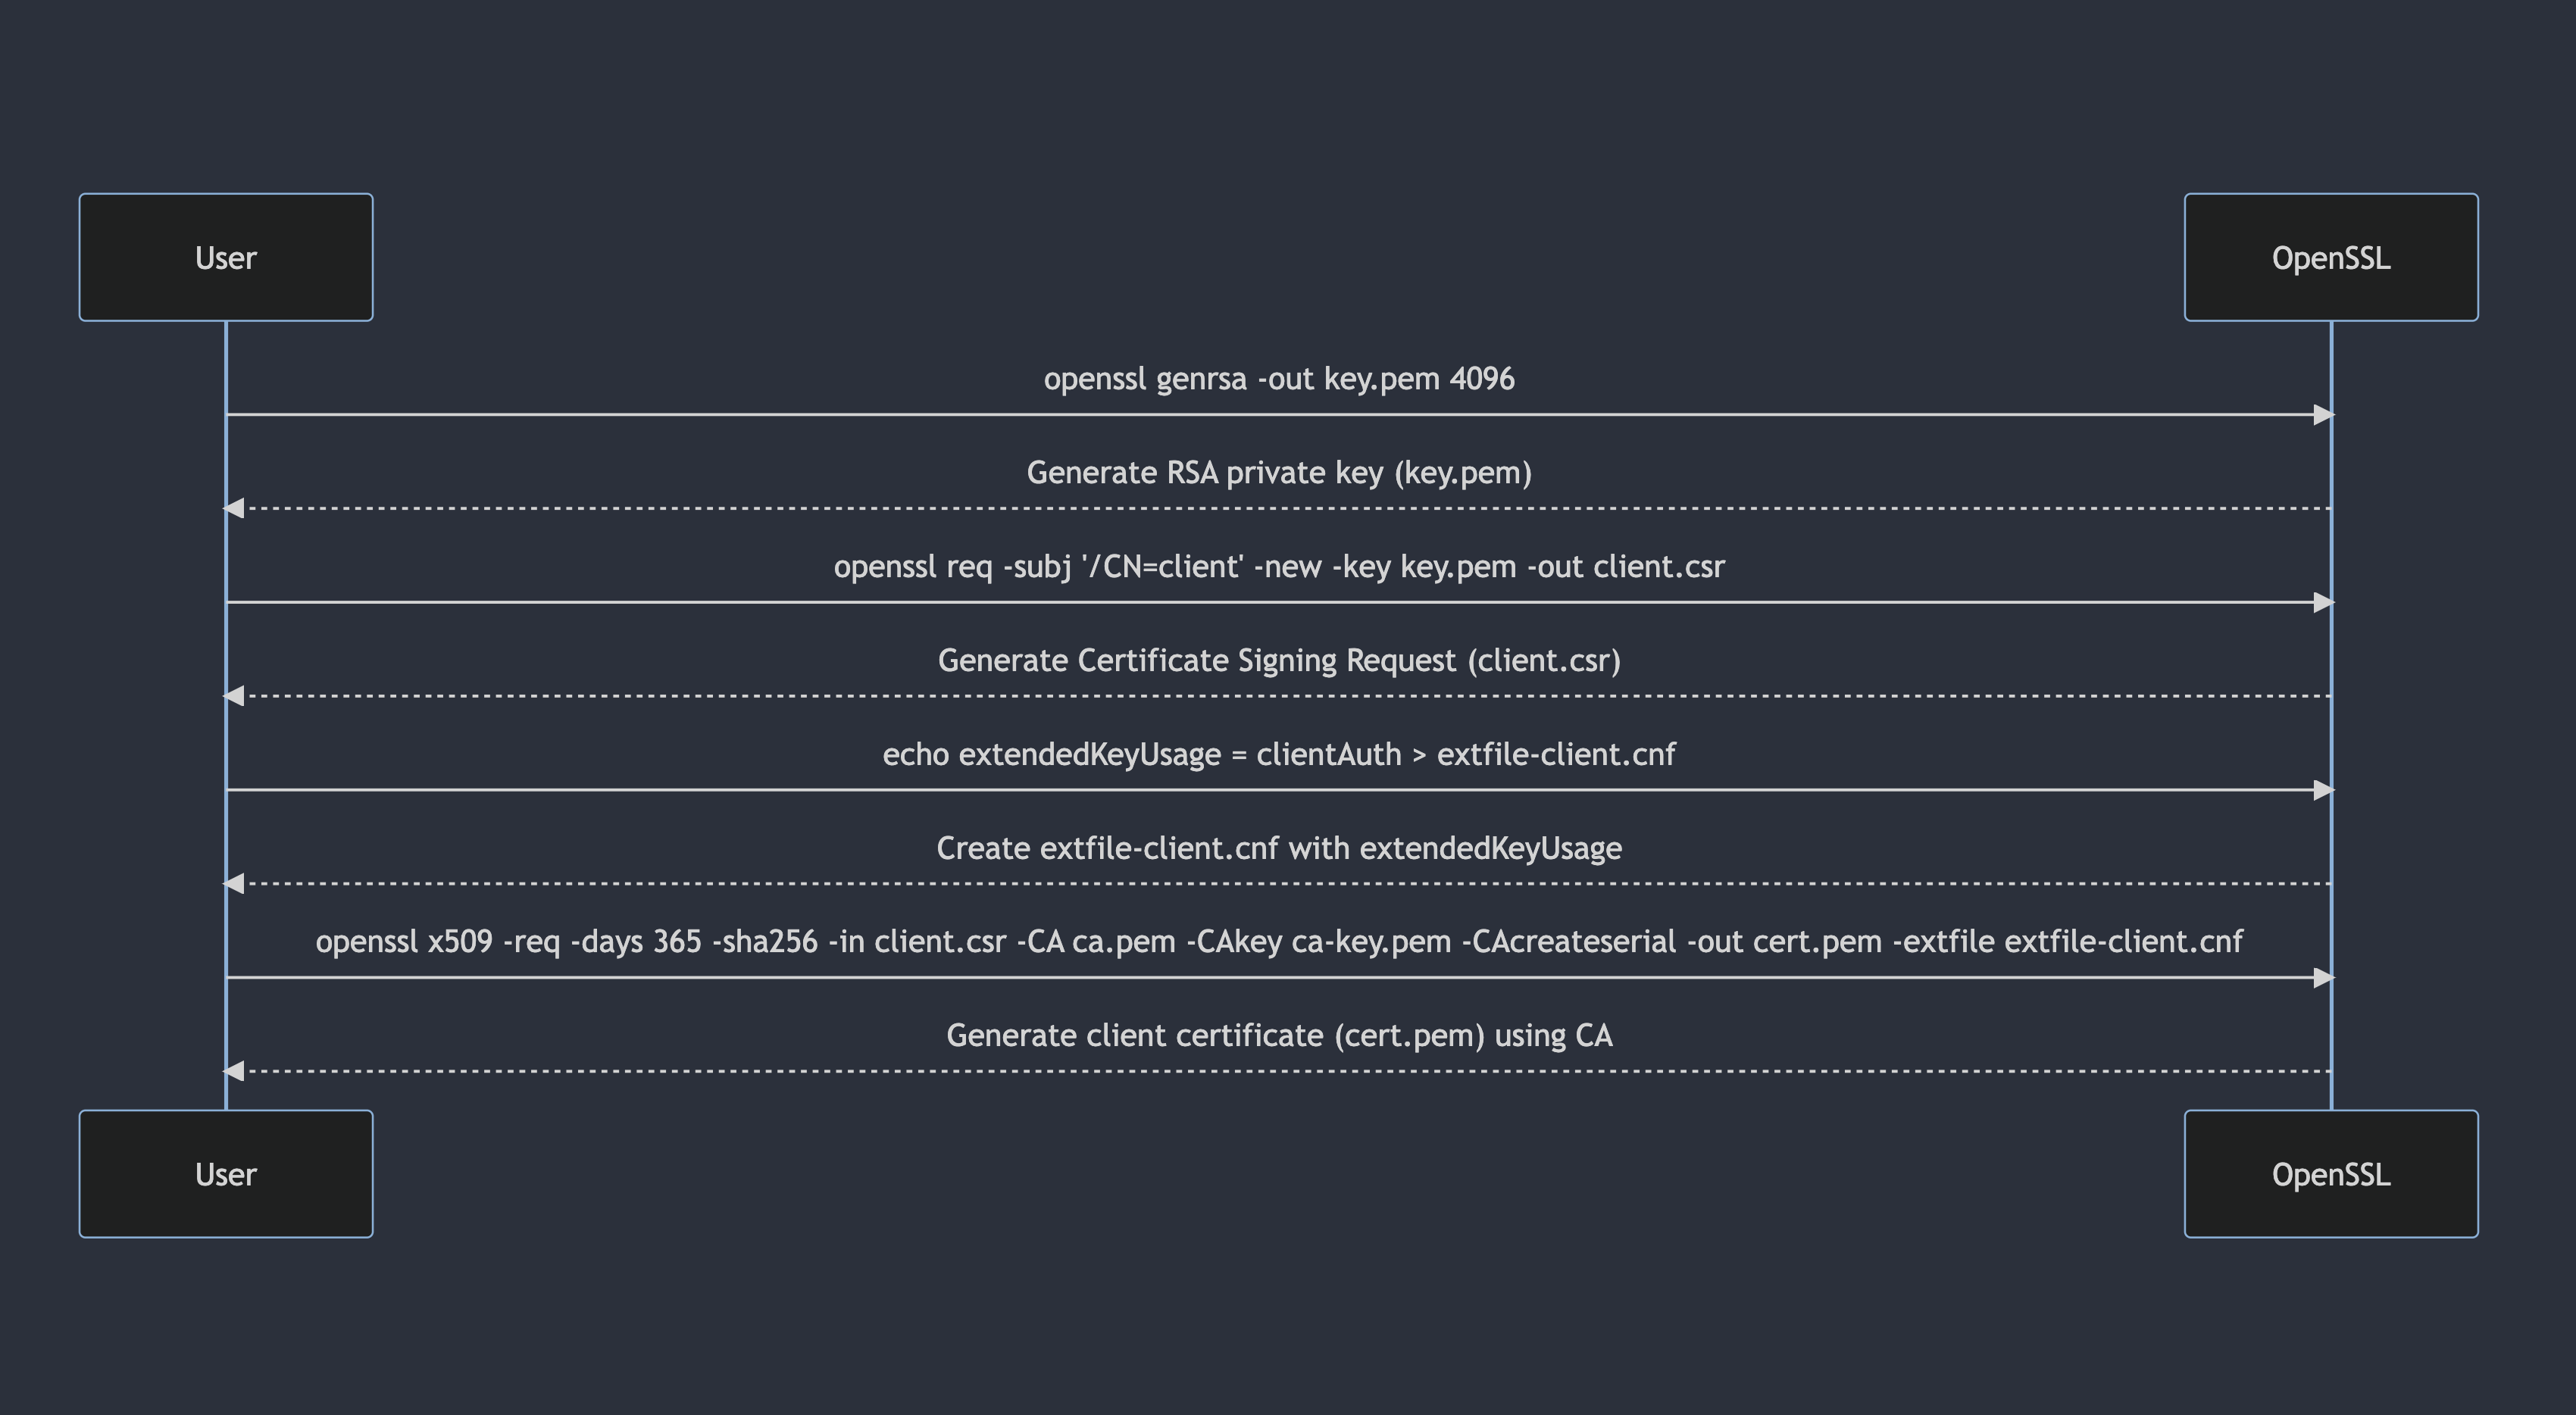 User
OpenSSL
openssl genrsa -out key.pem 4096
Generate RSA private key (key.pem)
openssl req -subj '/CN=client' -new -key key.pem -out client.csr
Generate Certificate Signing Request (client.csr)
echo extendedKeyUsage = clientAuth > extfile-client.cnf
Create extfile-client.cnf with extendedKeyUsage
openssl x509 -req -days 365 -sha256 -in client.csr -CA ca.pem -CAkey ca-key.pem -CAcreateserial -out cert.pem -extfile extfile-client.cnf
Generate client certificate (cert.pem) using CA
User
OpenSSL